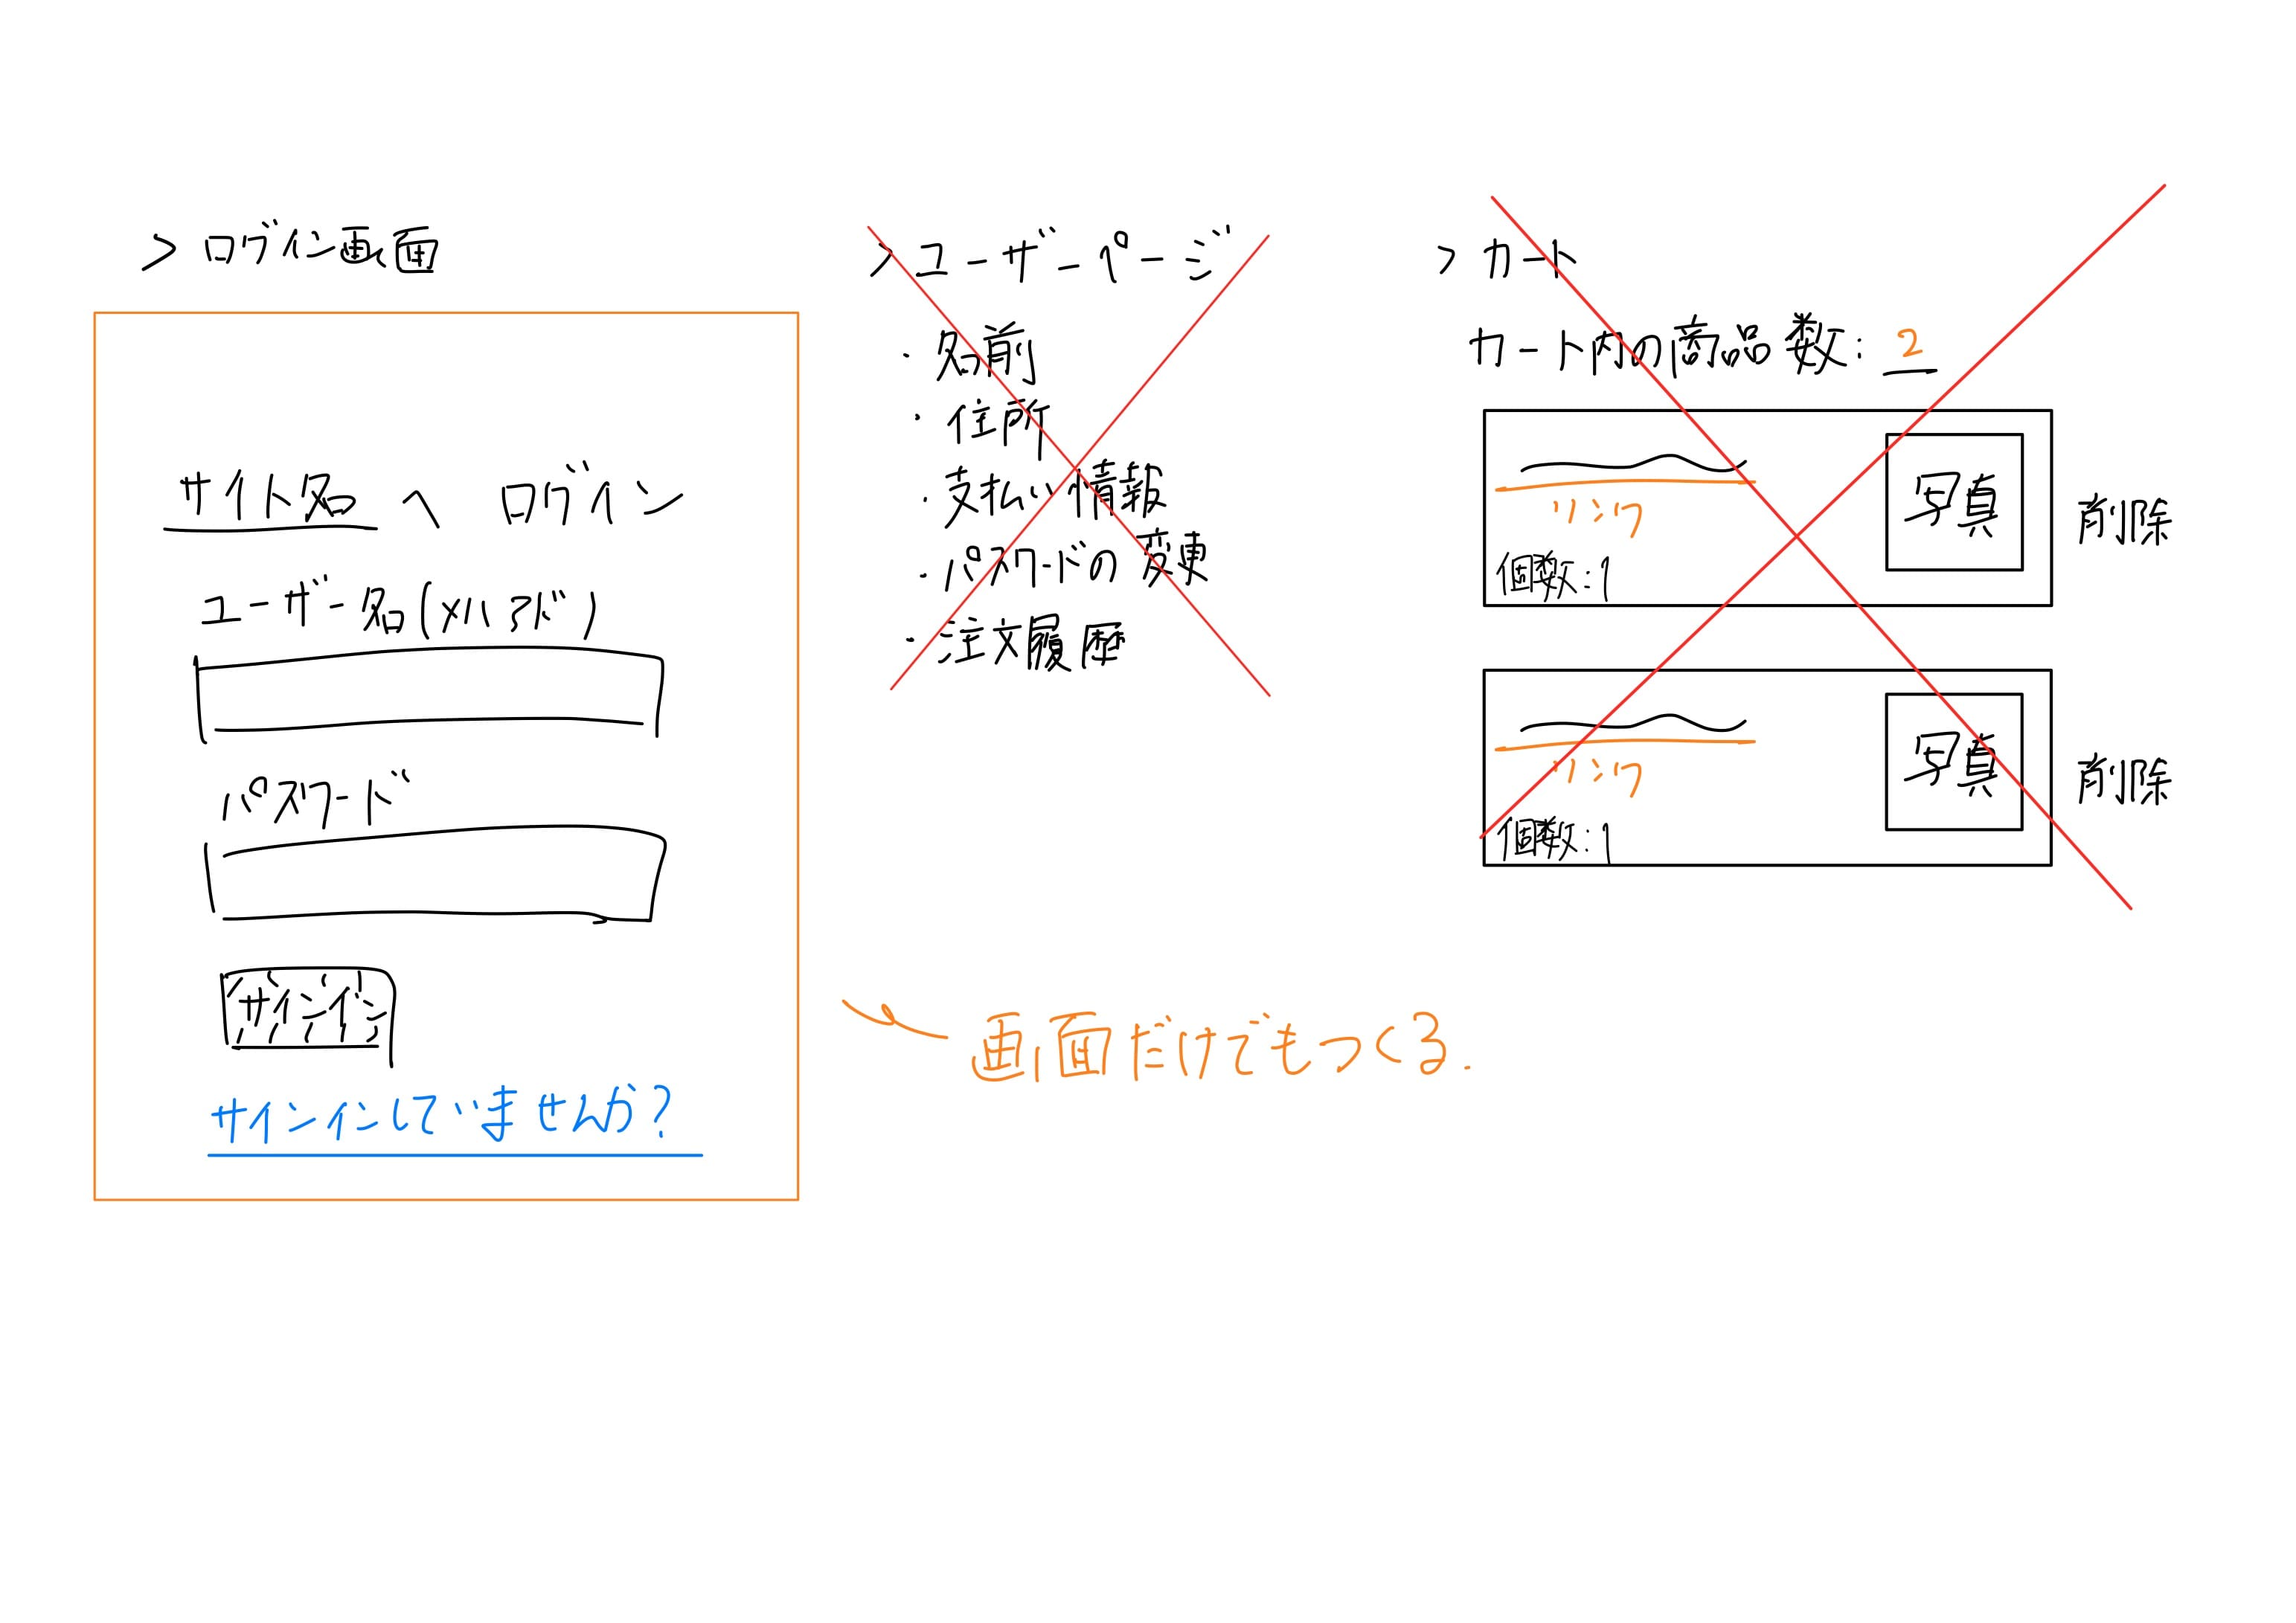 > ログイン画面
サイト名へ ログイン
ユーザー名(メルアド)
パスワード
サインイン
サインインしていませんか?
> ユーザーページ
・名前
・住所
・支払い情報
・パスワードの変更
・注文履歴
> カート
カート内の商品数: 2
リンク
写真
削除
個数:1
リンク
写真
削除
個数:1
画面だけでもつくる.